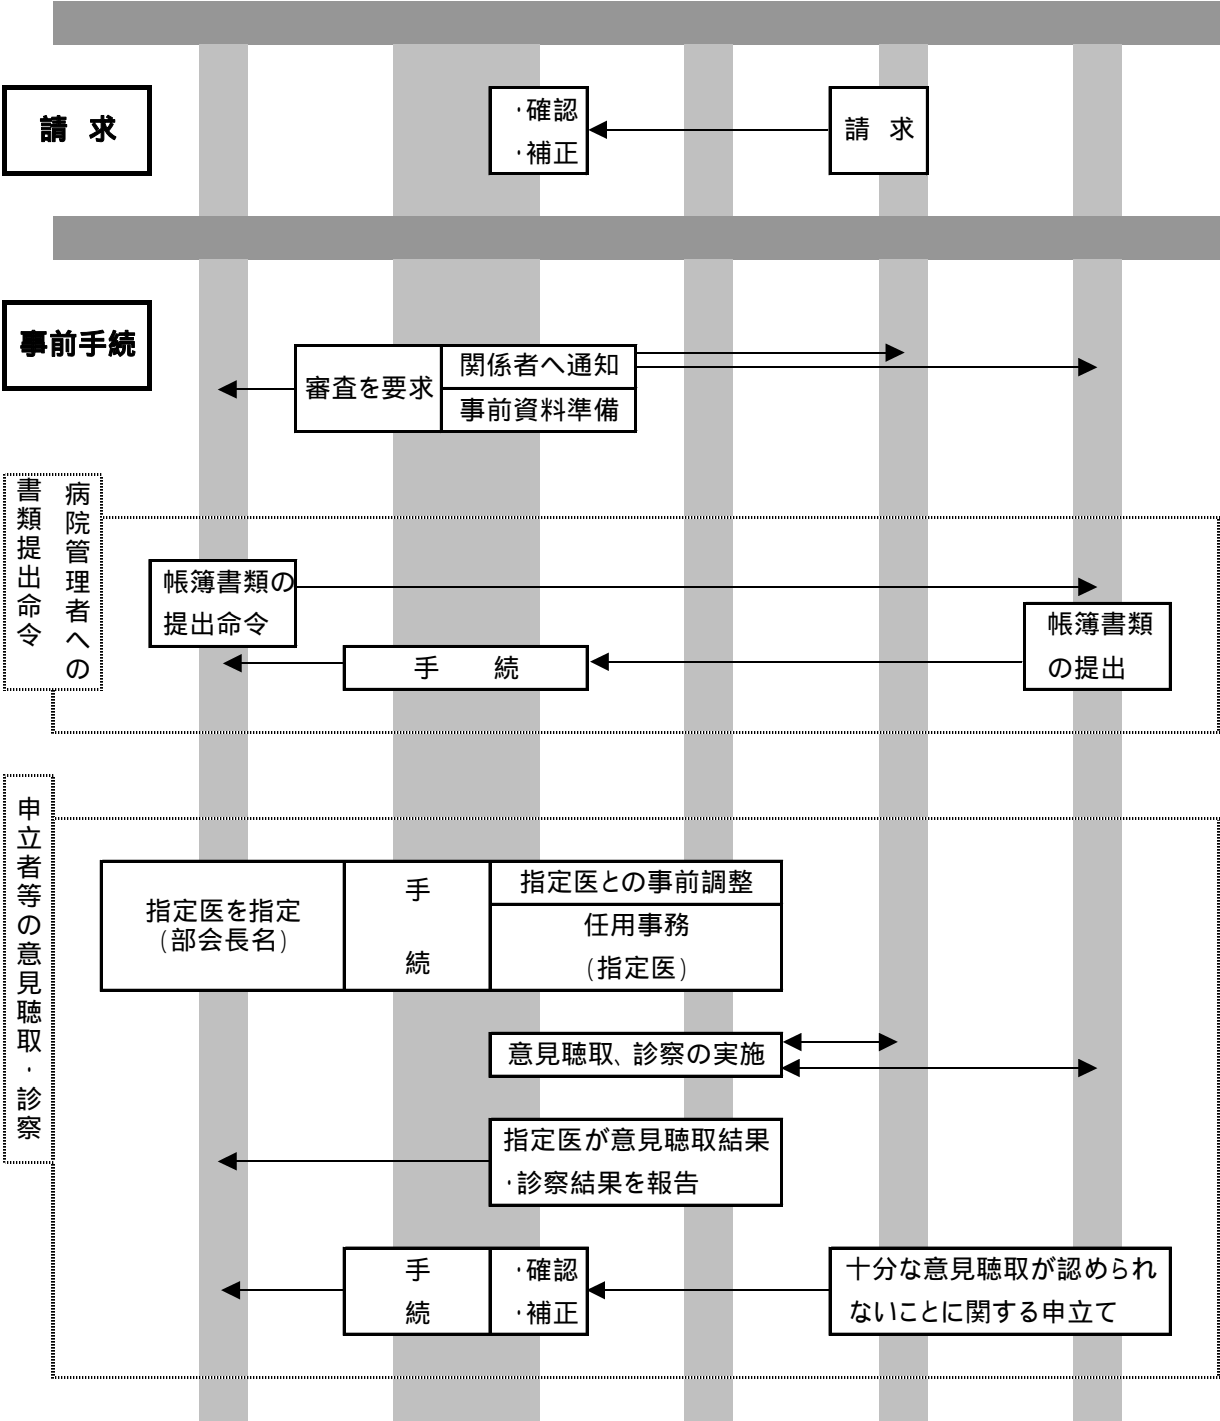 請 求
・確認
・補正
請 求
事前手続
審査を要求
関係者へ通知
事前資料準備
病院管理者への
書類提出命令
帳簿書類の
提出命令
帳簿書類
の提出
手 続
申立者等の意見聴取・診察
指定医を指定
(部会長名)
手
続
指定医との事前調整
任用事務
(指定医)
意見聴取、診察の実施
指定医が意見聴取結果
・診察結果を報告
手
続
・確認
・補正
十分な意見聴取が認められ
ないことに関する申立て